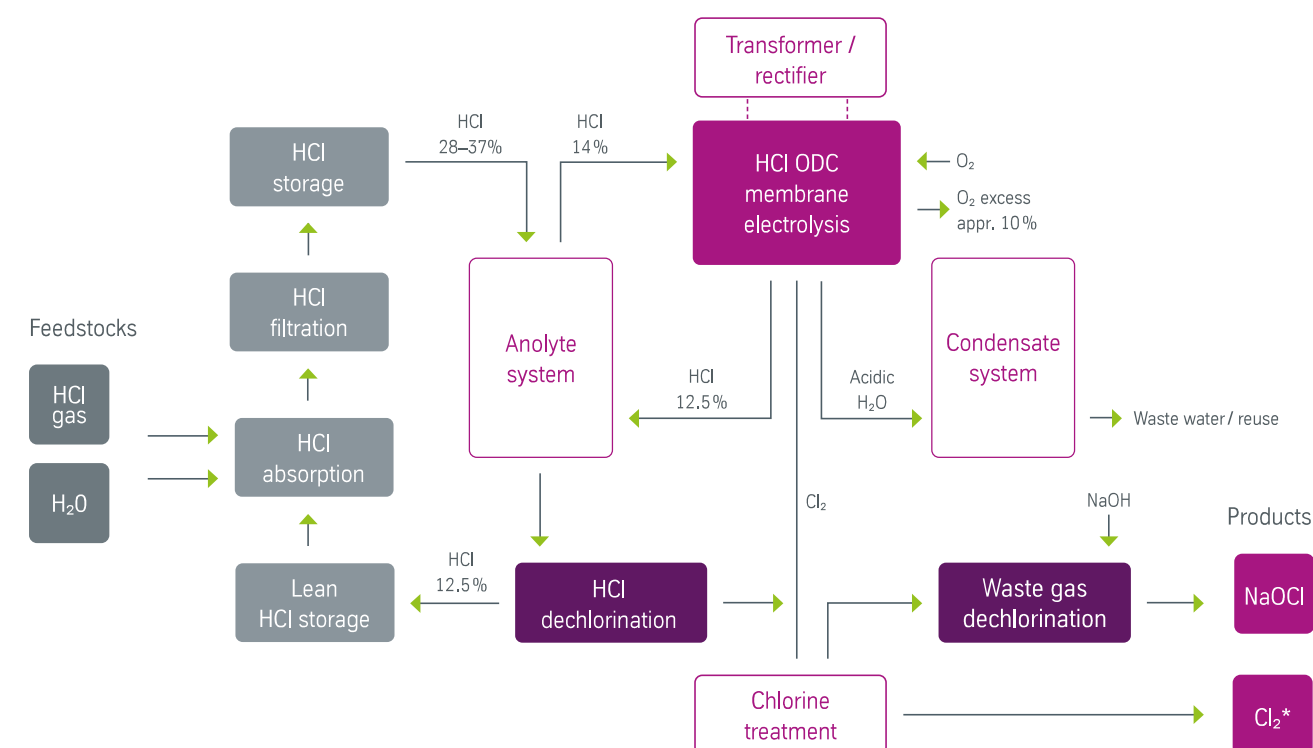 Transformer /
rectifier
HCl
28–37%
HCl
14%
HCl
storage
HCl ODC
membrane
electrolysis
O₂
O₂ excess
appr. 10%
HCl
filtration
Feedstocks
Anolyte
system
Condensate
system
HCl
gas
HCl
12.5%
Acidic
H₂O
Waste water / reuse
HCl
absorption
H₂O
Cl₂
NaOH
Products
HCl
12.5%
Lean
HCl storage
HCl
dechlorination
Waste gas
dechlorination
NaOCl
Chlorine
treatment
Cl₂*